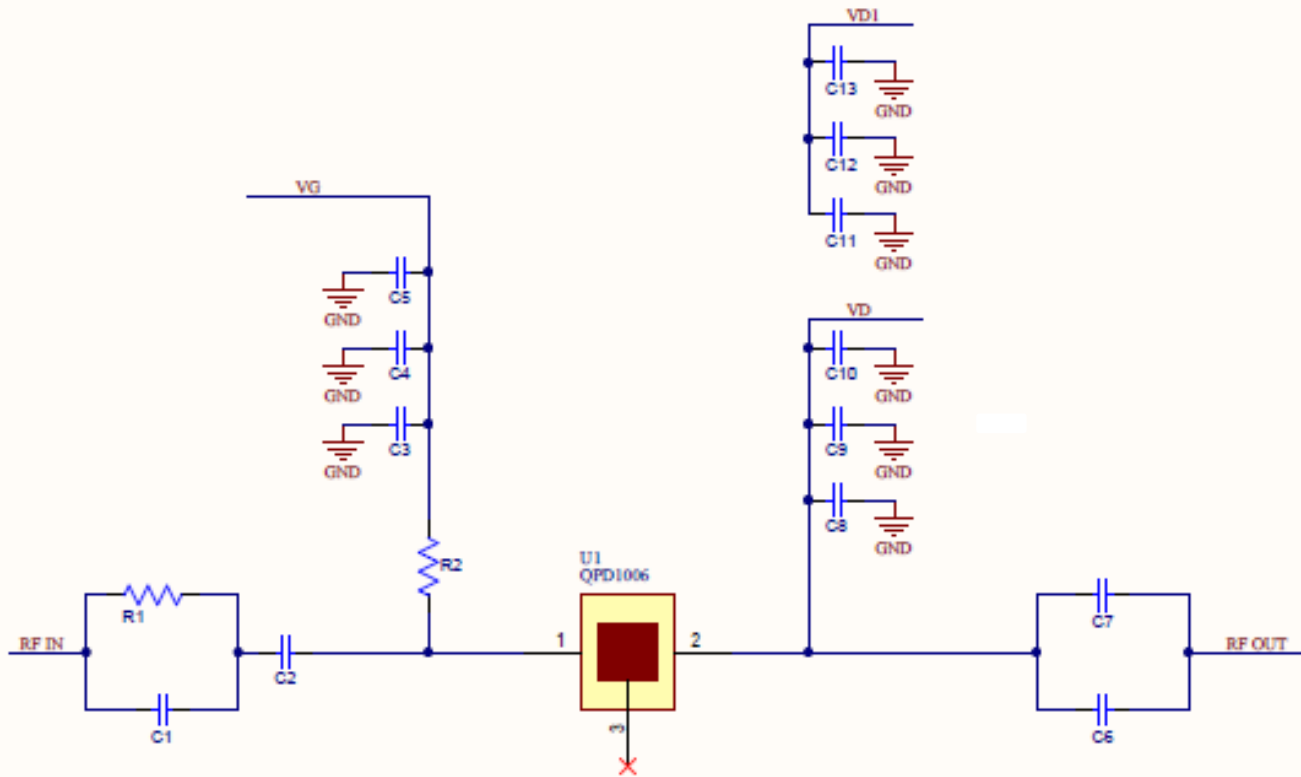 VD1
C13
GND
C12
GND
VG
C11
GND
C5
GND
VD
C4
GND
C10
GND
C3
GND
C9
GND
C8
GND
R2
U1
QPD1006
R1
C7
RF IN
1
2
RF OUT
C2
3
C1
C6